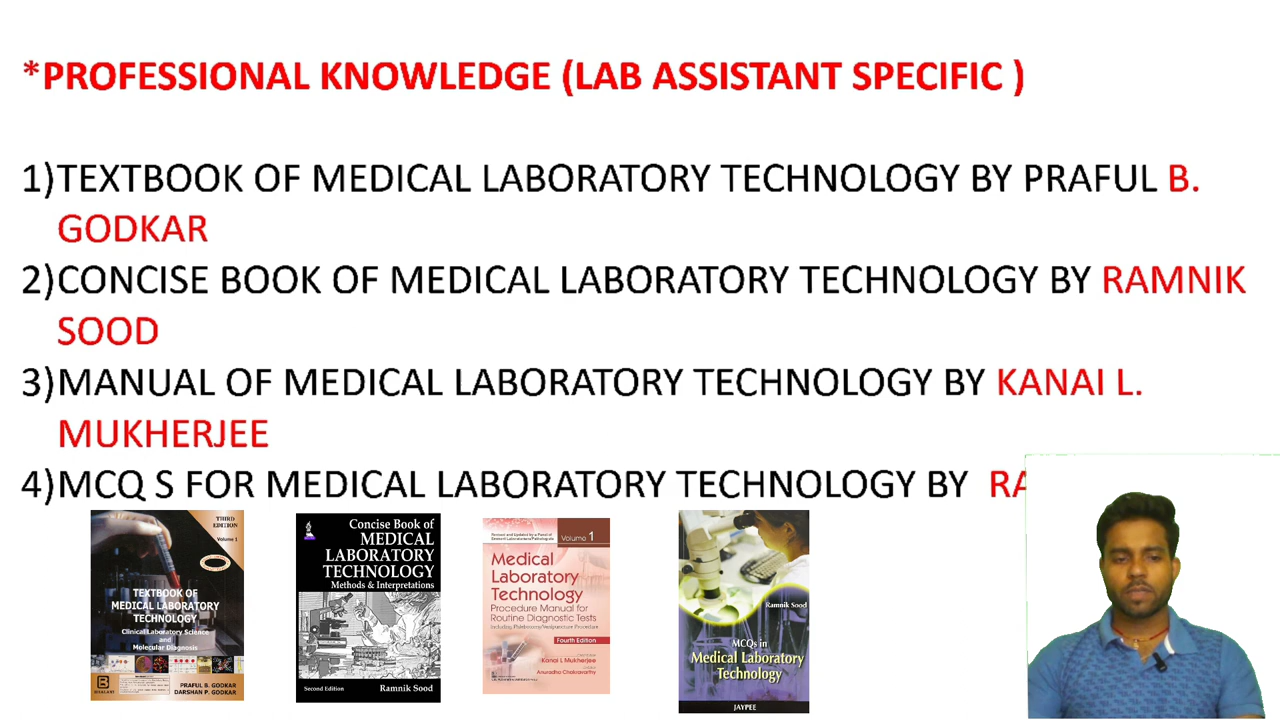 *PROFESSIONAL KNOWLEDGE (LAB ASSISTANT SPECIFIC )
1)TEXTBOOK OF MEDICAL LABORATORY TECHNOLOGY BY PRAFUL B.
GODKAR
2)CONCISE BOOK OF MEDICAL LABORATORY TECHNOLOGY BY RAMNIK
SOOD
3)MANUAL OF MEDICAL LABORATORY TECHNOLOGY BY KANAI L.
MUKHERJEE
4)MCQ S FOR MEDICAL LABORATORY TECHNOLOGY BY RA
THIRD
EDITION
Volume 1
TEXTBOOK OF
MEDICAL LABORATORY
TECHNOLOGY
Clinical Laboratory Science
and
Molecular Diagnosis
PRAFUL B. GODKAR
DARSHAN P. GODKAR
Concise Book of
MEDICAL
LABORATORY
TECHNOLOGY
Methods & Interpretations
Second Edition
Ramnik Sood
Volume 1
Medical
Laboratory
Technology
Procedure Manual for
Routine Diagnostic Tests
Fourth Edition
Kanai L Mukherjee
Anuradha Chakravarthy
Ramnik Sood
MCQs in
Medical Laboratory
Technology
JAYPEE